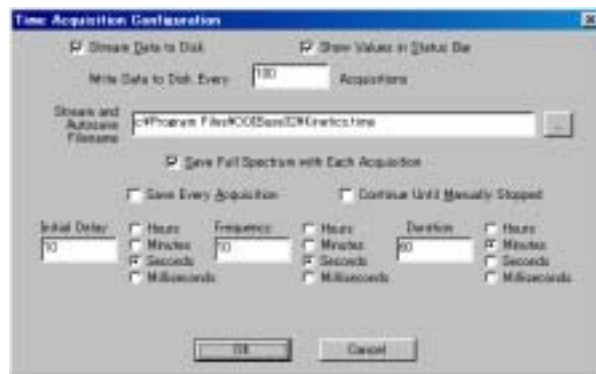 Time Acquisition Configuration
Stream Data to Disk
Show Values in Status Bar
Write Data to Disk Every 100 Acquisitions
Stream and Autosave Filename
c:¥Program Files¥OOIBase32¥Kinetics.time
...
Save Full Spectrum with Each Acquisition
Save Every Acquisition
Continue Until Manually Stopped
Initial Delay
10
Hours
Minutes
Seconds
Milliseconds
Frequency
10
Hours
Minutes
Seconds
Milliseconds
Duration
60
Hours
Minutes
Seconds
Milliseconds
OK
Cancel